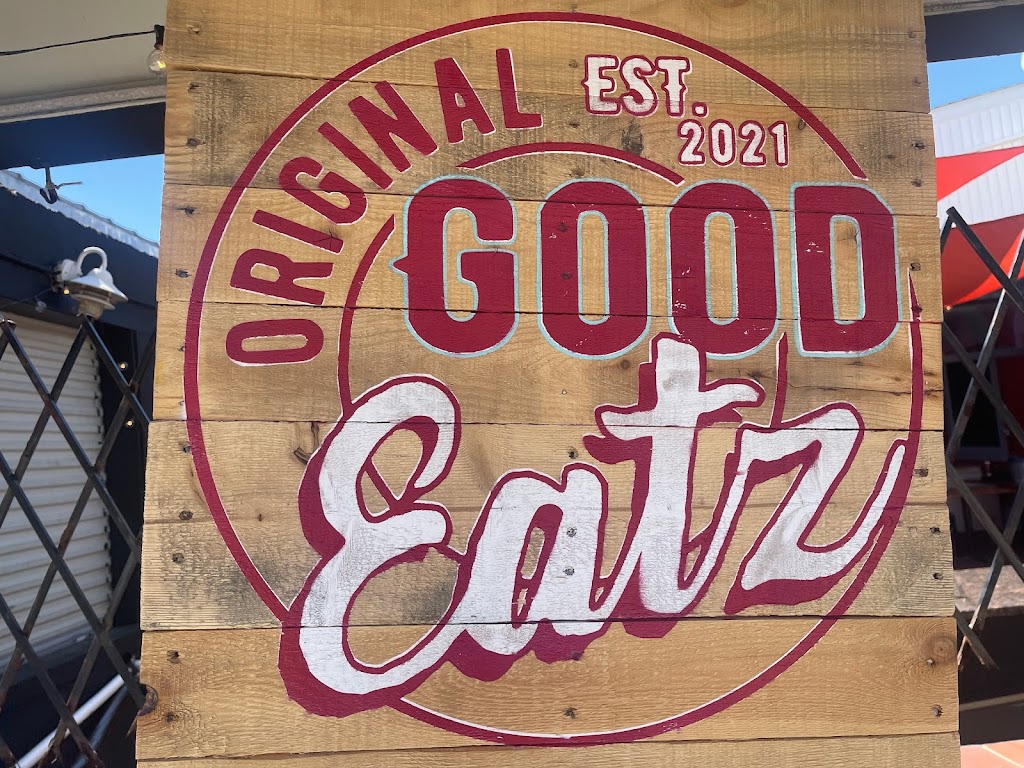 ORIGINAL
EST.
2021
GOOD
Eatz